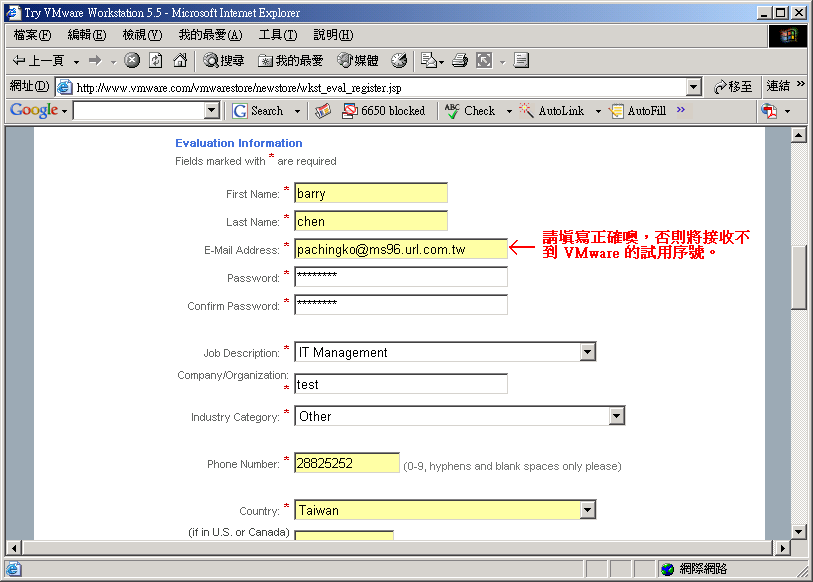 Try VMware Workstation 5.5 - Microsoft Internet Explorer
檔案(F) 編輯(E) 檢視(V) 我的最愛(A) 工具(T) 說明(H)
上一頁 搜尋 我的最愛 媒體
網址(D) http://www.vmware.com/vmwarestore/newstore/wkst_eval_register.jsp 移至 連結 »
Google Search 6650 blocked ABC Check AutoLink AutoFill »
Evaluation Information
Fields marked with * are required
First Name: * barry
Last Name: * chen
E-Mail Address: * pachingko@ms96.url.com.tw
請填寫正確噢，否則將接收不
到 VMware 的試用序號。
Password: * ********
Confirm Password: * ********
Job Description: * IT Management
Company/Organization: * test
Industry Category: * Other
Phone Number: * 28825252 (0-9, hyphens and blank spaces only please)
Country: * Taiwan
(if in U.S. or Canada)
網際網路